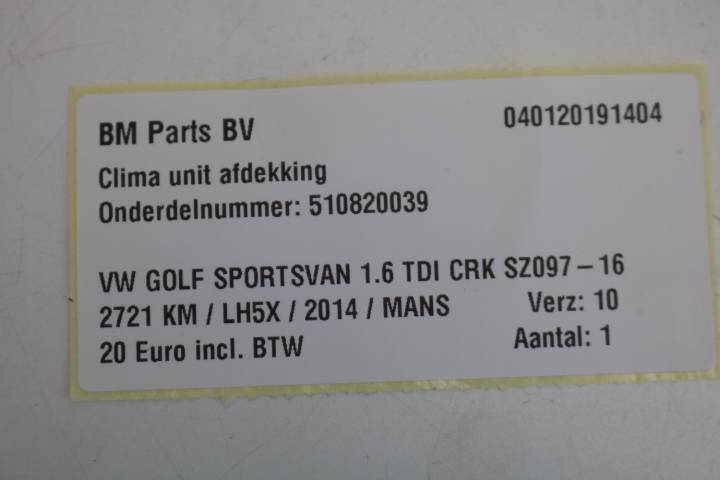 BM Parts BV 040120191404
Clima unit afdekking
Onderdelnummer: 510820039
VW GOLF SPORTSVAN 1.6 TDI CRK SZ097-16
2721 KM / LH5X / 2014 / MANS Verz: 10
20 Euro incl. BTW Aantal: 1